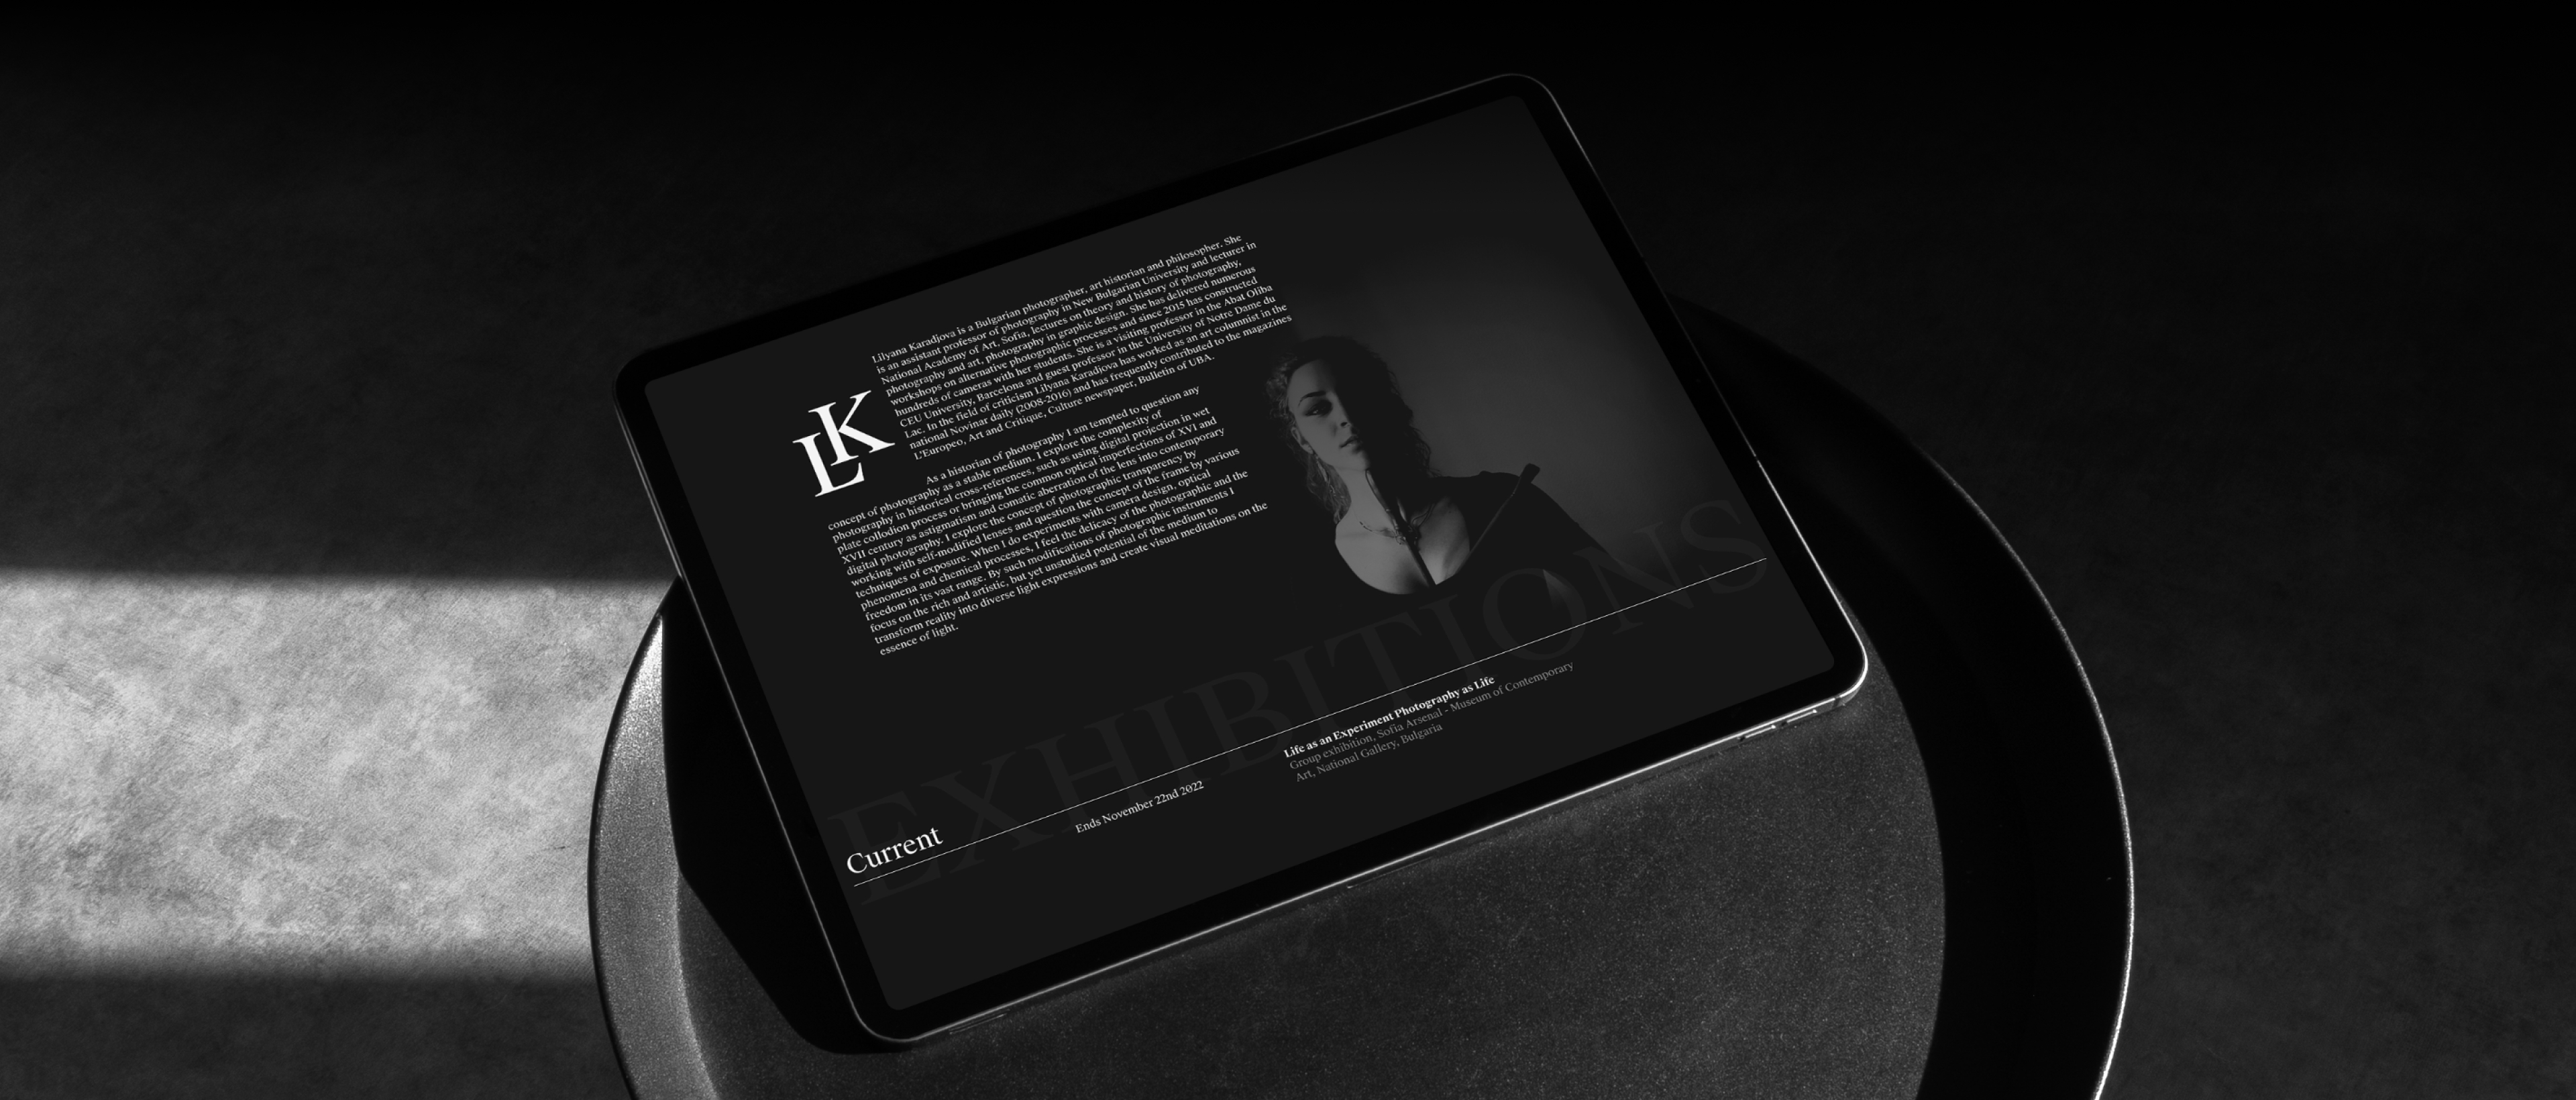 LK
Lilyana Karadjova is a Bulgarian photographer, art historian and philosopher. She
is an assistant professor of photography in New Bulgarian University and lecturer in
National Academy of Art, Sofia, lectures on theory and history of photography,
photography and art, photography in graphic design. She has delivered numerous
workshops on alternative photographic processes and since 2015 has constructed
hundreds of cameras with her students. She is a visiting professor in the Abat Oliba
CEU University, Barcelona and guest professor in the University of Notre Dame du
Lac. In the field of criticism Lilyana Karadjova has worked as an art columnist in the
national Novinar daily (2008-2016) and has frequently contributed to the magazines
L'Europeo, Art and Critique, Culture newspaper, Bulletin of UBA.
As a historian of photography I am tempted to question any
concept of photography as a stable medium. I explore the complexity of
photography in historical cross-references, such as using digital projection in wet
plate collodion process or bringing the common optical imperfections of XVI and
XVII century as astigmatism and comatic aberration of the lens into contemporary
digital photography. I explore the concept of photographic transparency by
working with self-modified lenses and question the concept of the frame by various
techniques of exposure. When I do experiments with camera design, optical
phenomena and chemical processes, I feel the delicacy of the photographic and the
freedom in its vast range. By such modifications of photographic instruments I
focus on the rich and artistic, but yet unstudied potential of the medium to
transform reality into diverse light expressions and create visual meditations on the
essence of light.
EXHIBITIONS
Current
Ends November 22nd 2022
Life as an Experiment Photography as Life
Group exhibition, Sofia Arsenal - Museum of Contemporary
Art, National Gallery, Bulgaria